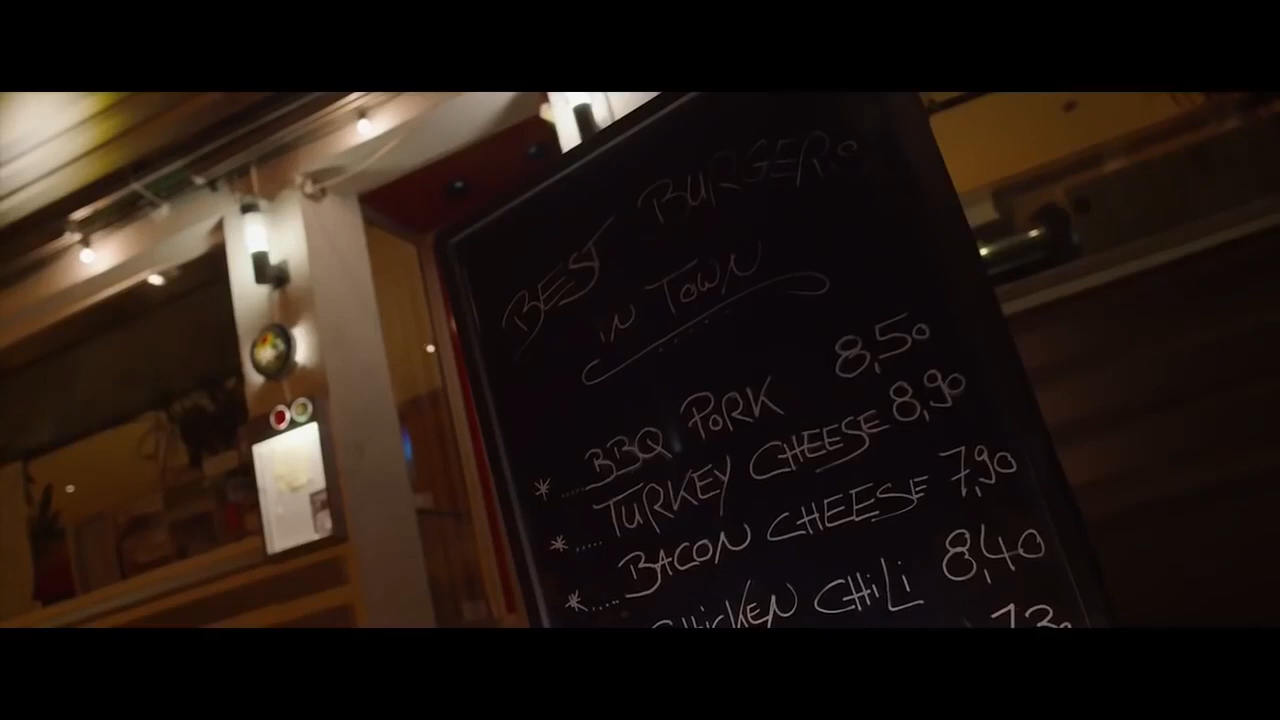 BEST BURGERS
IN TOWN
* ..... BBQ PORK 8,50
* ..... TURKEY CHEESE 8,90
* ..... BACON CHEESE 7,90
CHICKEN CHiLi 8,40